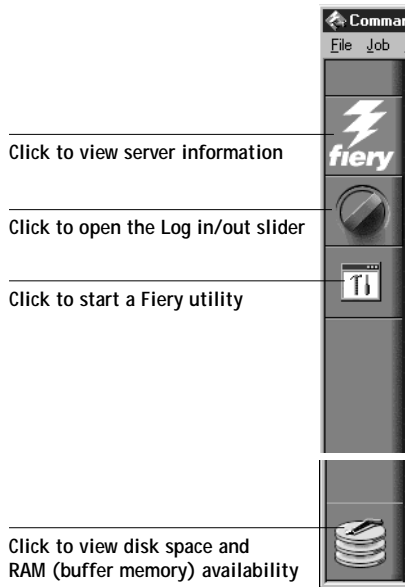 Commar
File Job
fiery
Click to view server information
Click to open the Log in/out slider
Click to start a Fiery utility
Click to view disk space and
RAM (buffer memory) availability